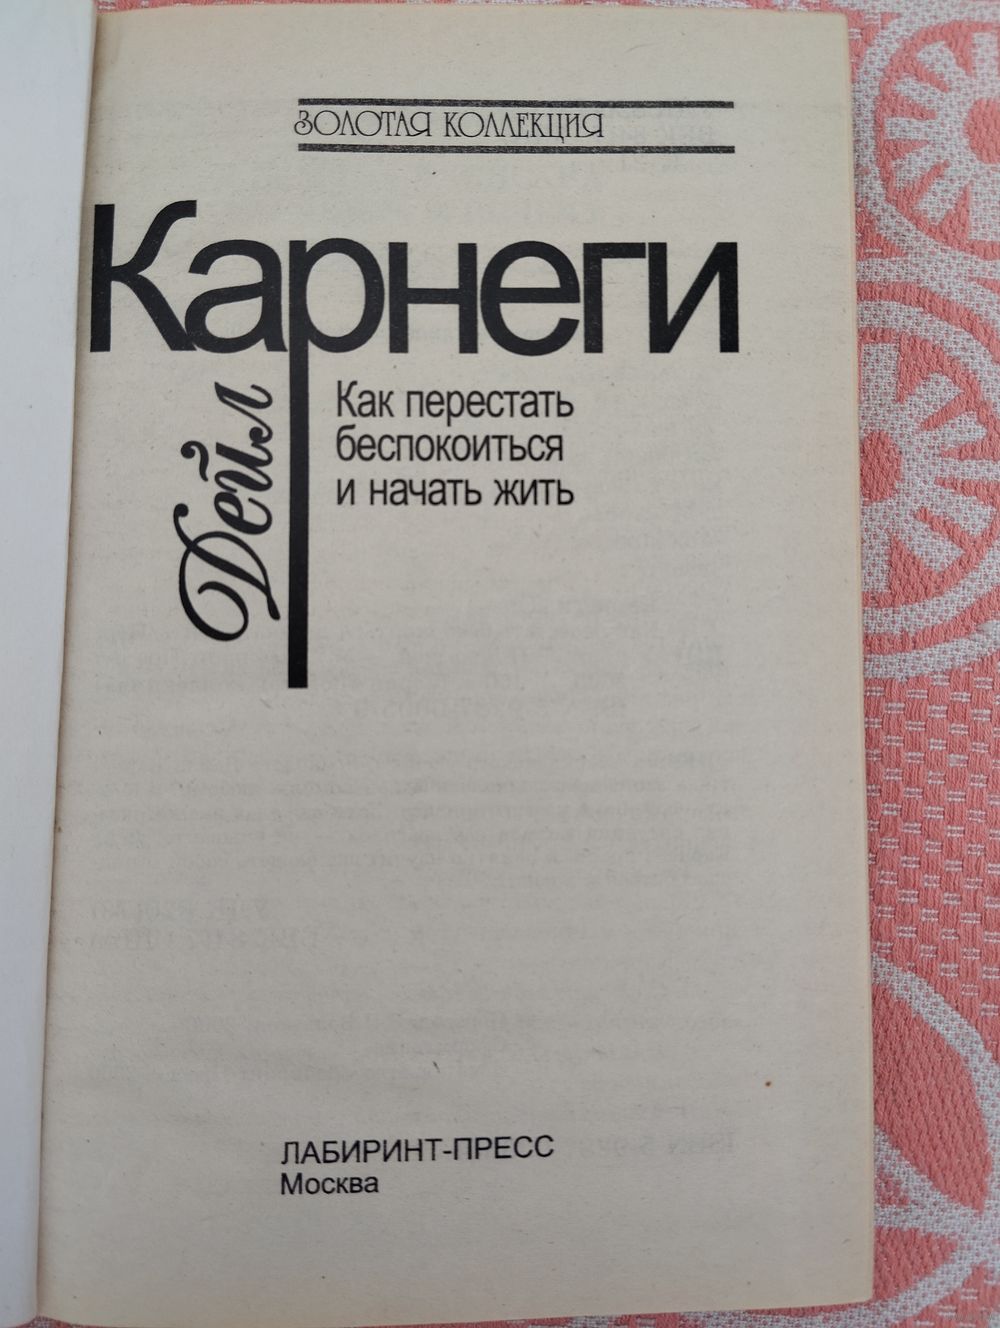 ЗОЛОТАЯ КОЛЛЕКЦИЯ
Карнеги
Дейл
Как перестать
беспокоиться
и начать жить
ЛАБИРИНТ-ПРЕСС
Москва